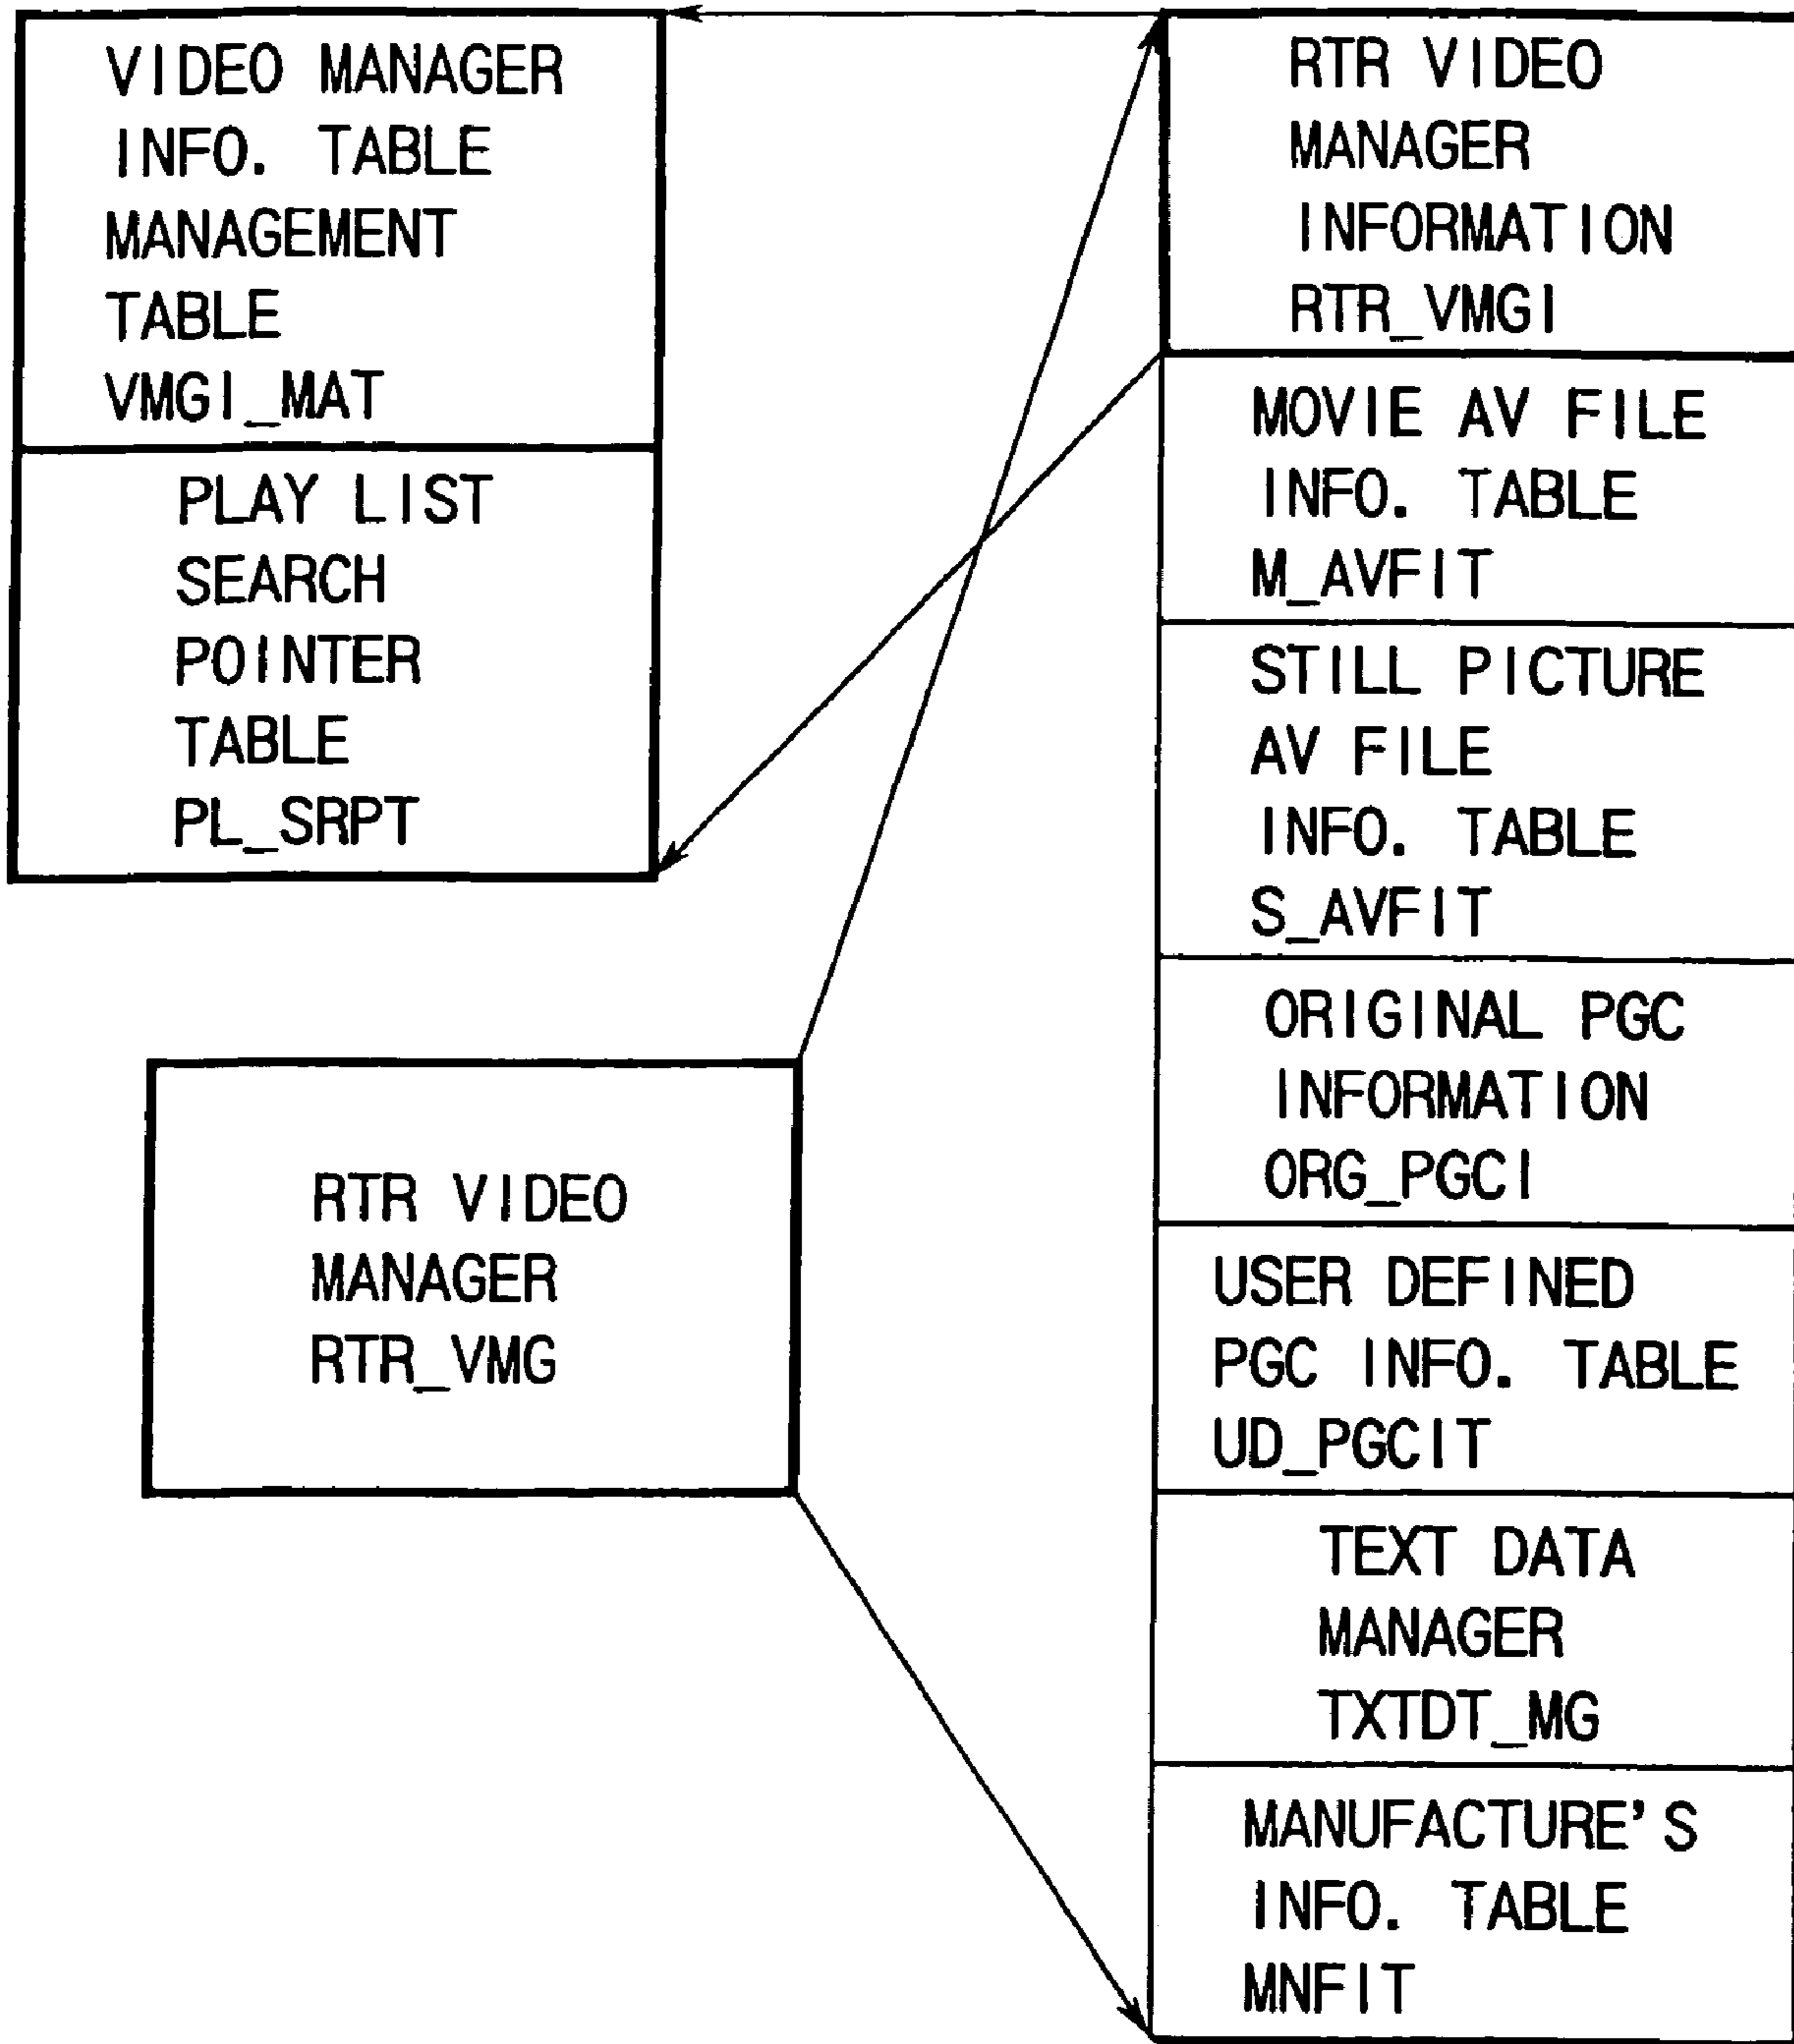 VIDEO MANAGER
INFO. TABLE
MANAGEMENT
TABLE
VMGI_MAT
PLAY LIST
SEARCH
POINTER
TABLE
PL_SRPT
RTR VIDEO
MANAGER
RTR_VMG
RTR VIDEO
MANAGER
INFORMATION
RTR_VMGI
MOVIE AV FILE
INFO. TABLE
M_AVFIT
STILL PICTURE
AV FILE
INFO. TABLE
S_AVFIT
ORIGINAL PGC
INFORMATION
ORG_PGCI
USER DEFINED
PGC INFO. TABLE
UD_PGCIT
TEXT DATA
MANAGER
TXTDT_MG
MANUFACTURE'S
INFO. TABLE
MNFIT